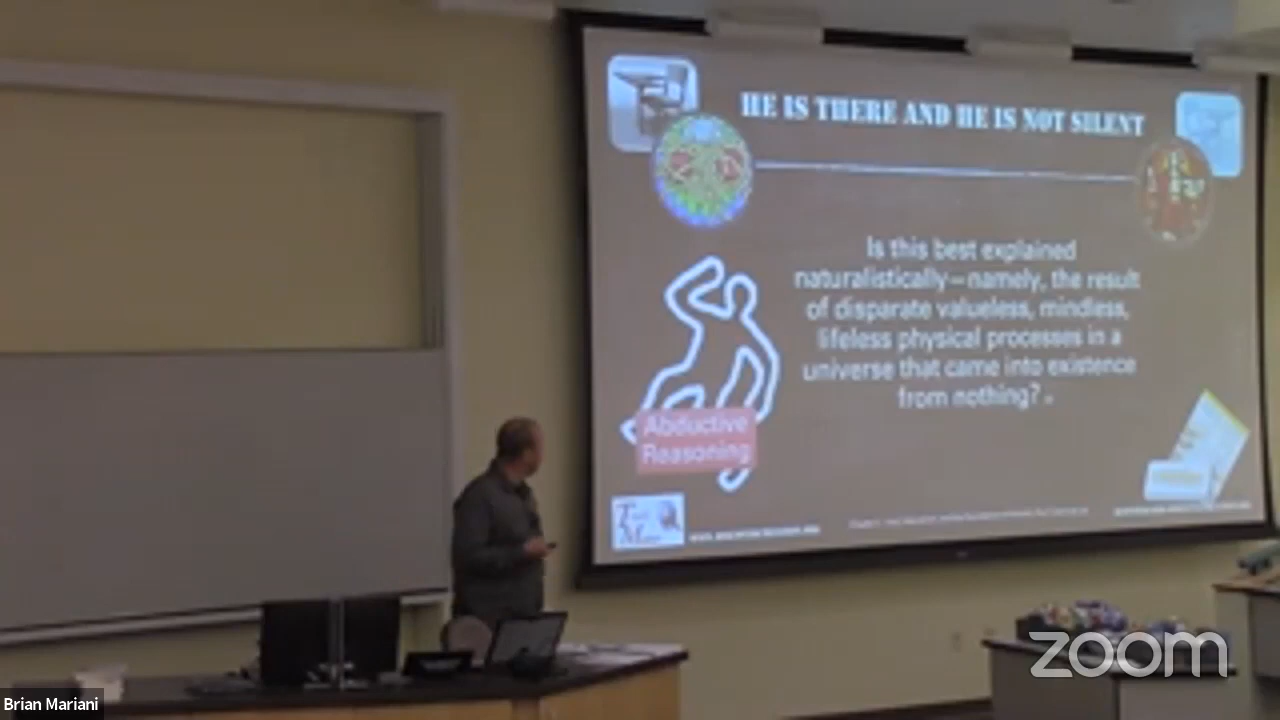 HE IS THERE AND HE IS NOT SILENT
Is this best explained
naturalistically—namely, the result
of disparate valueless, mindless,
lifeless physical processes in a
universe that came into existence
from nothing?
Abductive
Reasoning
zoom
Brian Mariani